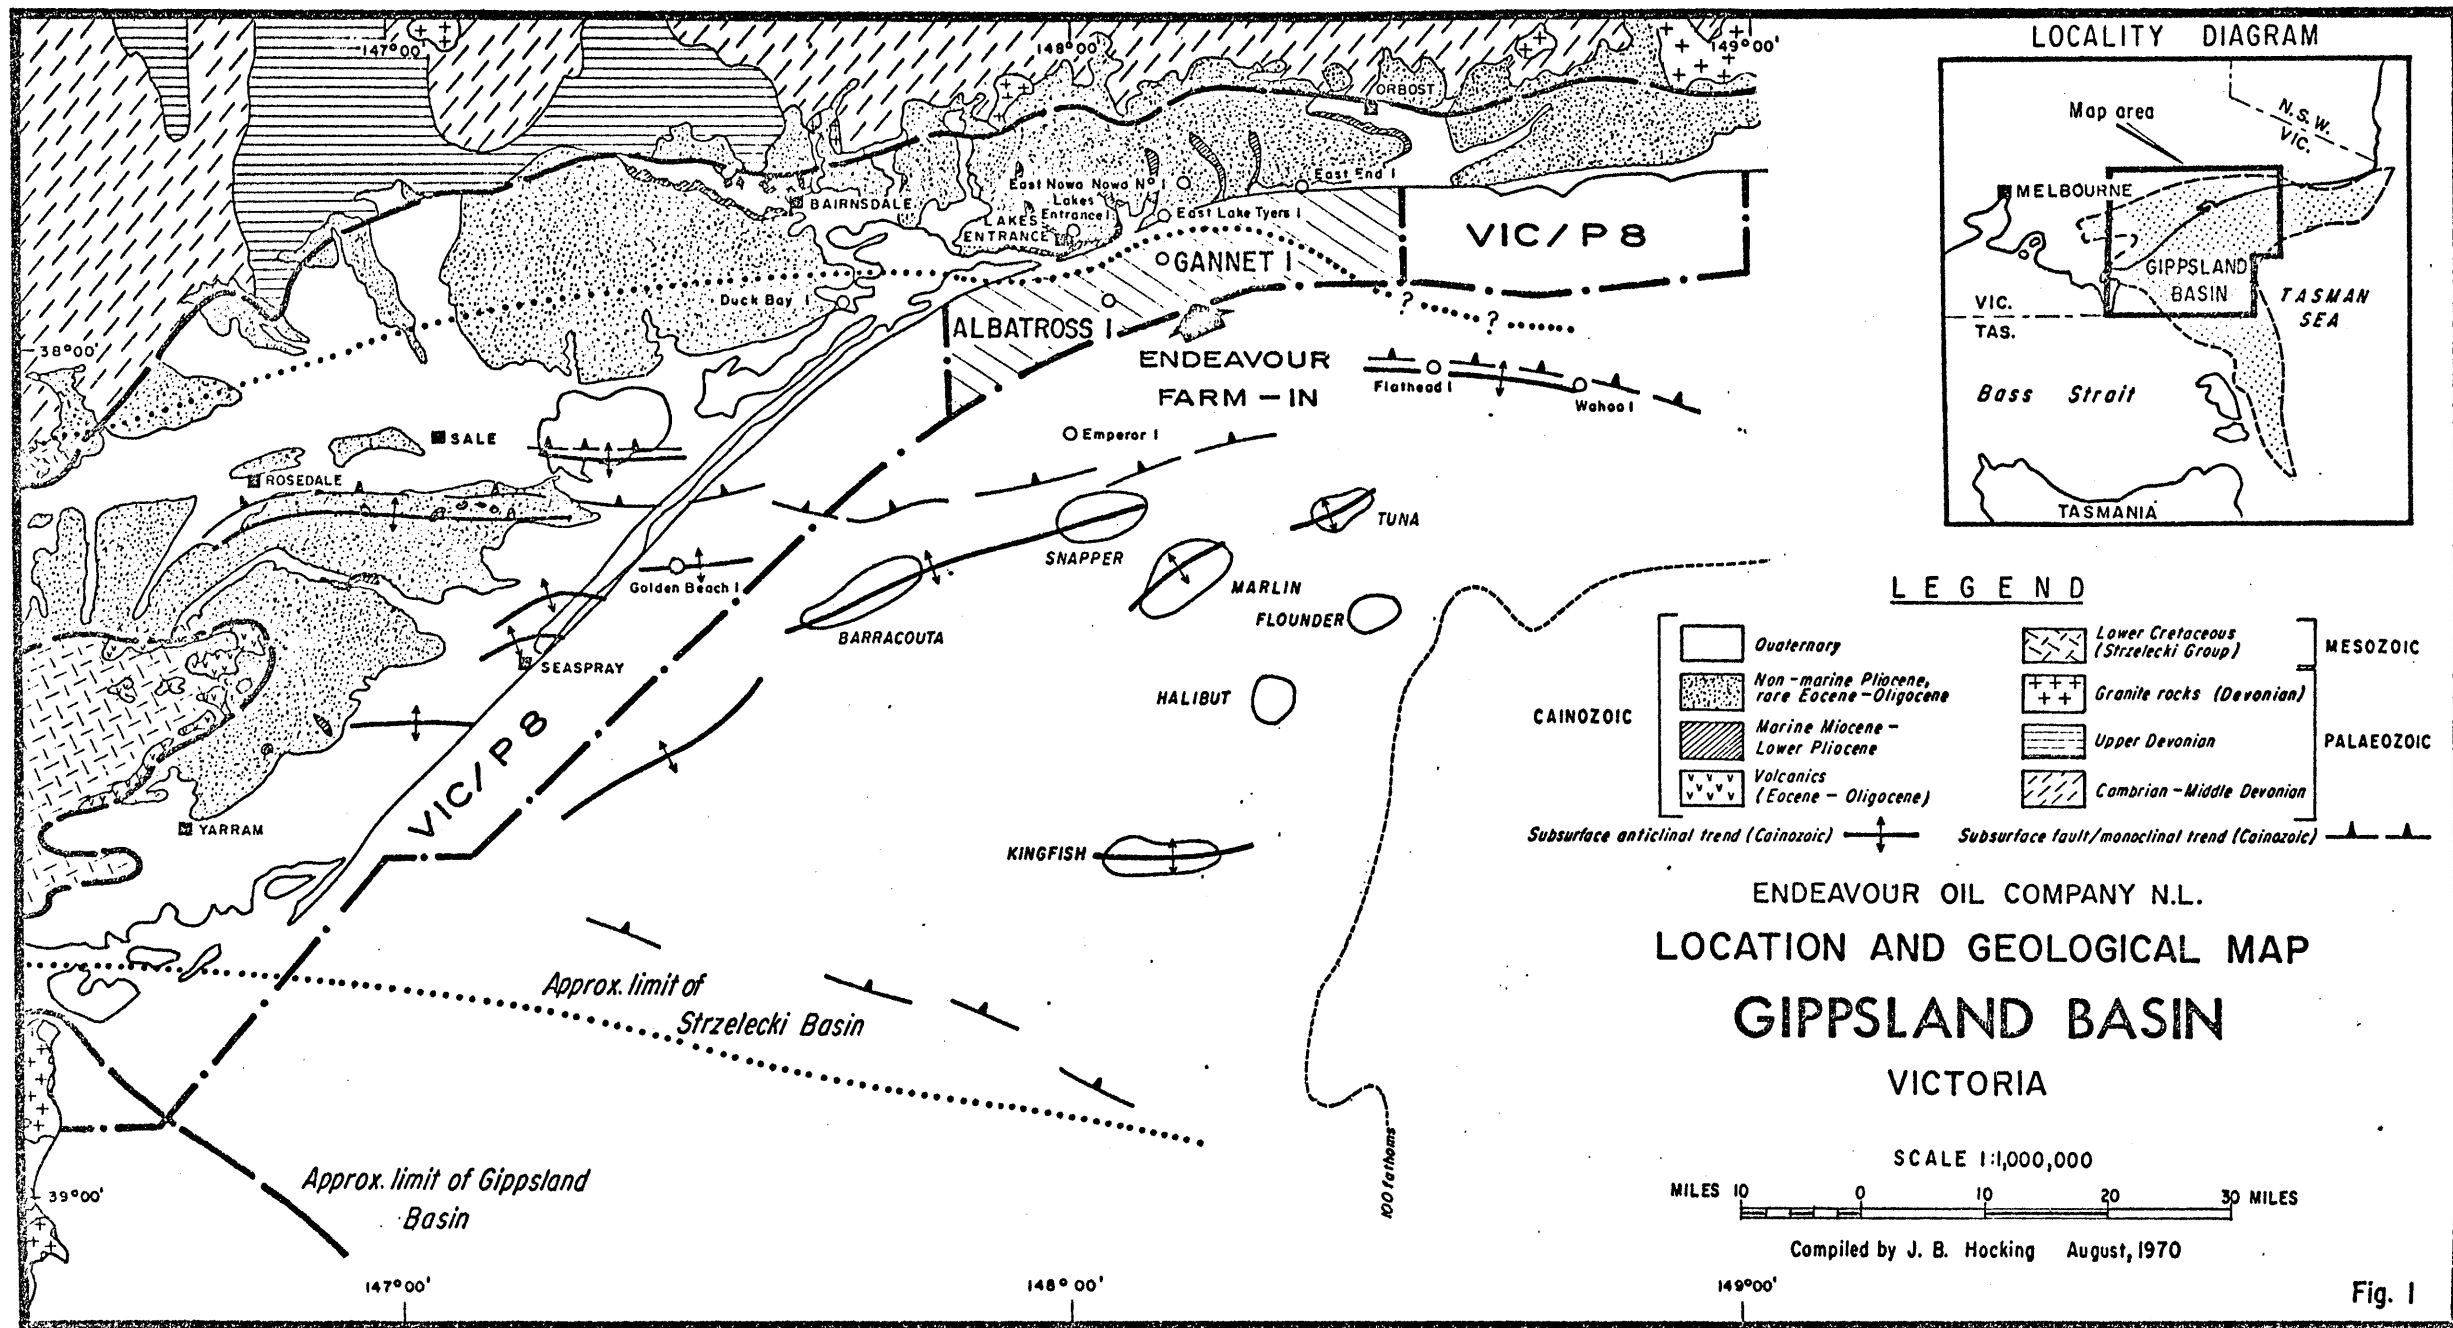 147°00'
148°00'
149°00'
ORBOST
East Nowa Nowa No 1
East End 1
Lakes
Entrance 1
BAIRNSDALE
LAKES
ENTRANCE
East Lake Tyers 1
VIC/P8
GANNET 1
Duck Bay 1
?
?
ALBATROSS 1
38°00'
ENDEAVOUR
FARM-IN
Flathead 1
Wahoo 1
SALE
Emperor 1
ROSEDALE
TUNA
SNAPPER
Golden Beach 1
MARLIN
FLOUNDER
BARRACOUTA
SEASPRAY
HALIBUT
VIC/P8
YARRAM
KINGFISH
Approx. limit of
Strzelecki Basin
100 fathoms
Approx. limit of Gippsland
Basin
39°00'
147°00'
148°00'
149°00'
LOCALITY DIAGRAM
Map area
N.S.W.
VIC.
MELBOURNE
GIPPSLAND
BASIN
TASMAN
SEA
VIC.
TAS.
Bass Strait
TASMANIA
LEGEND
CAINOZOIC
Quaternary
Non-marine Pliocene,
rare Eocene-Oligocene
Marine Miocene-
Lower Pliocene
Volcanics
(Eocene-Oligocene)
Lower Cretaceous
(Strzelecki Group)
MESOZOIC
Granite rocks (Devonian)
Upper Devonian
PALAEOZOIC
Cambrian-Middle Devonian
Subsurface anticlinal trend (Cainozoic)
Subsurface fault/monoclinal trend (Cainozoic)
ENDEAVOUR OIL COMPANY N.L.
LOCATION AND GEOLOGICAL MAP
GIPPSLAND BASIN
VICTORIA
SCALE 1:1,000,000
MILES 10 0 10 20 30 MILES
Compiled by J. B. Hocking August, 1970
Fig. 1